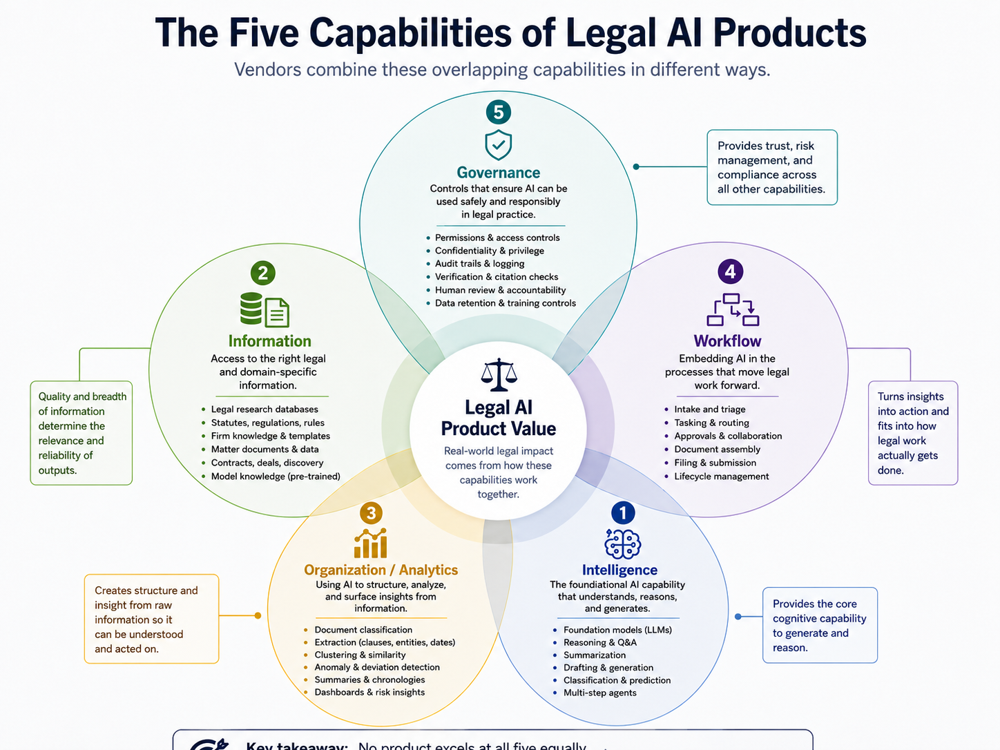 The Five Capabilities of Legal AI Products
Vendors combine these overlapping capabilities in different ways.
5
Governance
Controls that ensure AI can be
used safely and responsibly
in legal practice.
• Permissions & access controls
• Confidentiality & privilege
• Audit trails & logging
• Verification & citation checks
• Human review & accountability
• Data retention & training controls
Provides trust, risk
management, and
compliance across
all other capabilities.
2
Information
Access to the right legal
and domain-specific
information.
• Legal research databases
• Statutes, regulations, rules
• Firm knowledge & templates
• Matter documents & data
• Contracts, deals, discovery
• Model knowledge (pre-trained)
Quality and breadth
of information
determine the
relevance and
reliability of
outputs.
Legal AI
Product Value
Real-world legal impact
comes from how these
capabilities work
together.
4
Workflow
Embedding AI in the
processes that move legal
work forward.
• Intake and triage
• Tasking & routing
• Approvals & collaboration
• Document assembly
• Filing & submission
• Lifecycle management
Turns insights
into action and
fits into how
legal work
actually gets
done.
3
Organization / Analytics
Using AI to structure, analyze,
and surface insights from
information.
• Document classification
• Extraction (clauses, entities, dates)
• Clustering & similarity
• Anomaly & deviation detection
• Summaries & chronologies
• Dashboards & risk insights
Creates structure and
insight from raw
information so it
can be understood
and acted on.
1
Intelligence
The foundational AI capability
that understands, reasons,
and generates.
• Foundation models (LLMs)
• Reasoning & Q&A
• Summarization
• Drafting & generation
• Classification & prediction
• Multi-step agents
Provides the core
cognitive capability
to generate and
reason.
Key takeaway: No product excels at all five equally